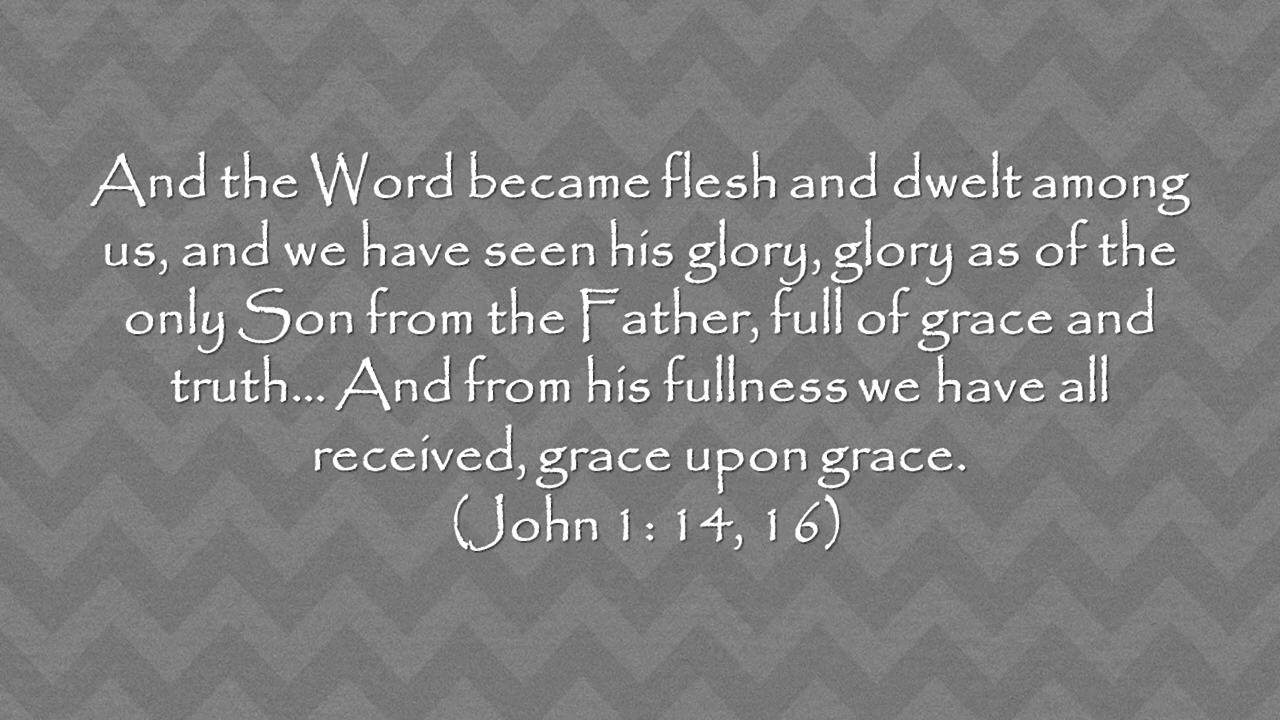 And the Word became flesh and dwelt among
us, and we have seen his glory, glory as of the
only Son from the Father, full of grace and
truth... And from his fullness we have all
received, grace upon grace.
(John 1: 14, 16)